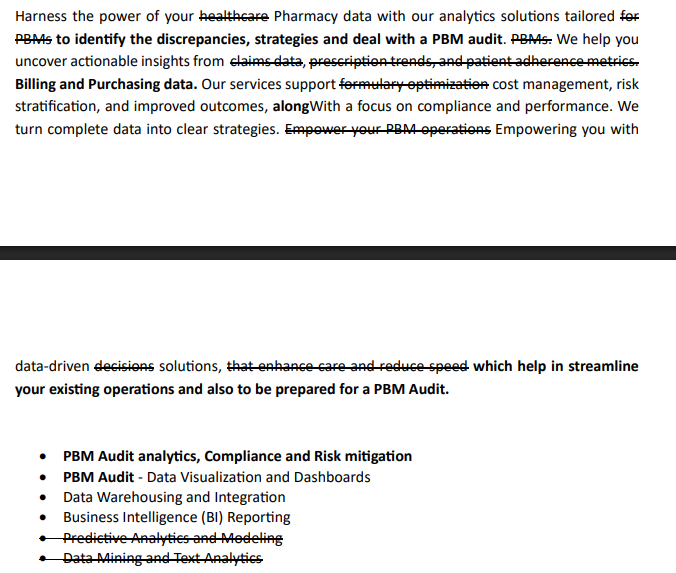 Harness the power of your healthcare Pharmacy data with our analytics solutions tailored for
PBMs to identify the discrepancies, strategies and deal with a PBM audit. PBMs. We help you
uncover actionable insights from claims data, prescription trends, and patient adherence metrics.
Billing and Purchasing data. Our services support formulary optimization cost management, risk
stratification, and improved outcomes, alongWith a focus on compliance and performance. We
turn complete data into clear strategies. Empower your PBM operations Empowering you with
data-driven decisions solutions, that enhance care and reduce speed which help in streamline
your existing operations and also to be prepared for a PBM Audit.
• PBM Audit analytics, Compliance and Risk mitigation
• PBM Audit - Data Visualization and Dashboards
• Data Warehousing and Integration
• Business Intelligence (BI) Reporting
• Predictive Analytics and Modeling
• Data Mining and Text Analytics